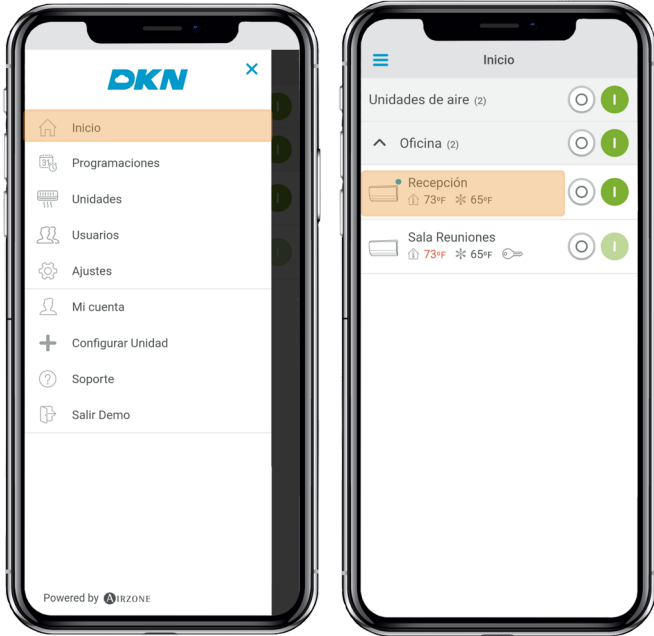 DKN
Inicio
Programaciones
Unidades
Usuarios
Ajustes
Mi cuenta
Configurar Unidad
Soporte
Salir Demo
Powered by AIRZONE
Inicio
Unidades de aire (2)
Oficina (2)
Recepción
73ºF 65ºF
Sala Reuniones
73ºF 65ºF